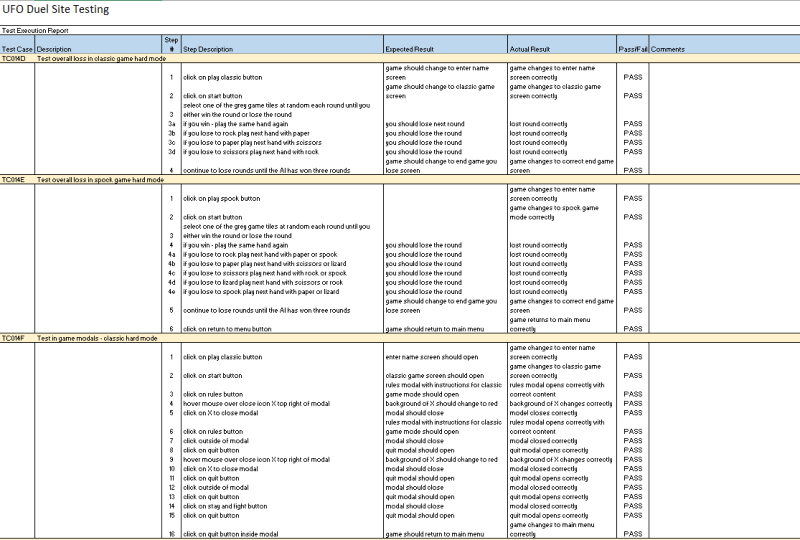 UFO Duel Site Testing
Test Execution Report
Test Case Description Step # Step Description Expected Result Actual Result Pass/Fail Comments
TC014D Test overall loss in classic game hard mode
1 click on play classic button game should change to enter name screen game changes to enter name screen correctly PASS
2 click on start button game should change to classic game screen game changes to classic game screen correctly PASS
3 select one of the greg game tiles at random each round until you either win the round or lose the round
3a if you win - play the same hand again you should lose next round lost round correctly PASS
3b if you lose to rock play next hand with paper you should lose the round lost round correctly PASS
3c if you lose to paper play next hand with scissors you should lose the round lost round correctly PASS
3d if you lose to scissors play next hand with rock you should lose the round lost round correctly PASS
4 continue to lose rounds until the AI has won three rounds game should change to end game you lose screen game changes to correct end game screen PASS
TC014E Test overall loss in spock game hard mode
1 click on play spock button game changes to enter name screen correctly PASS
2 click on start button game changes to spock game mode correctly PASS
3 select one of the greg game tiles at random each round until you either win the round or lose the round
4 if you win - play the same hand again you should lose the round lost round correctly PASS
4a if you lose to rock play next hand with paper or spock you should lose the round lost round correctly PASS
4b if you lose to paper play next hand with scissors or lizard you should lose the round lost round correctly PASS
4c if you lose to scissors play next hand with rock or spock you should lose the round lost round correctly PASS
4d if you lose to lizard play next hand with scissors or rock you should lose the round lost round correctly PASS
4e if you lose to spock play next hand with paper or lizard you should lose the round lost round correctly PASS
5 continue to lose rounds until the AI has won three rounds game should change to end game you lose screen game changes to correct end game screen PASS
6 click on return to menu button game should return to main menu game returns to main menu correctly PASS
TC014F Test in game modals - classic hard mode
1 click on play classic button enter name screen should open game changes to enter name screen correctly PASS
2 click on start button classic game screen should open game changes to classic game screen correctly PASS
3 click on rules button rules modal with instructions for classic game mode should open rules modal opens correctly with correct content PASS
4 hover mouse over close icon X top right of modal background of X should change to red background of X changes correctly PASS
5 click on X to close modal modal should close model closes correctly PASS
6 click on rules button rules modal with instructions for classic game mode should open rules modal opens correctly with correct content PASS
7 click outside of modal modal should close modal closed correctly PASS
8 click on quit button quit modal should open quit modal opens correctly PASS
9 hover mouse over close icon X top right of modal background of X should change to red background of X changes correctly PASS
10 click on X to close modal modal should close modal closed correctly PASS
11 click on quit button quit modal should open quit modal opens correctly PASS
12 click outside of modal modal should close modal closed correctly PASS
13 click on quit button quit modal should open quit modal opens correctly PASS
14 click on stay and fight button modal should close modal closed correctly PASS
15 click on quit button quit modal should open quit modal opens correctly PASS
16 click on quit button inside modal game should return to main menu game changes to main menu correctly PASS